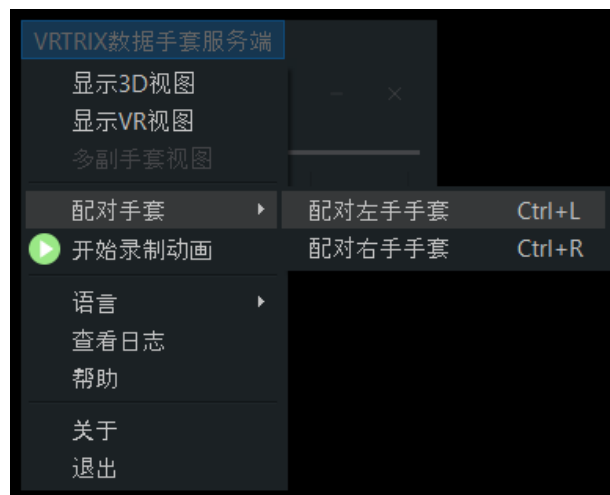 VRTRIX数据手套服务端
显示3D视图
显示VR视图
多副手套视图
配对手套
配对左手手套 Ctrl+L
开始录制动画
配对右手手套 Ctrl+R
语言
查看日志
帮助
关于
退出